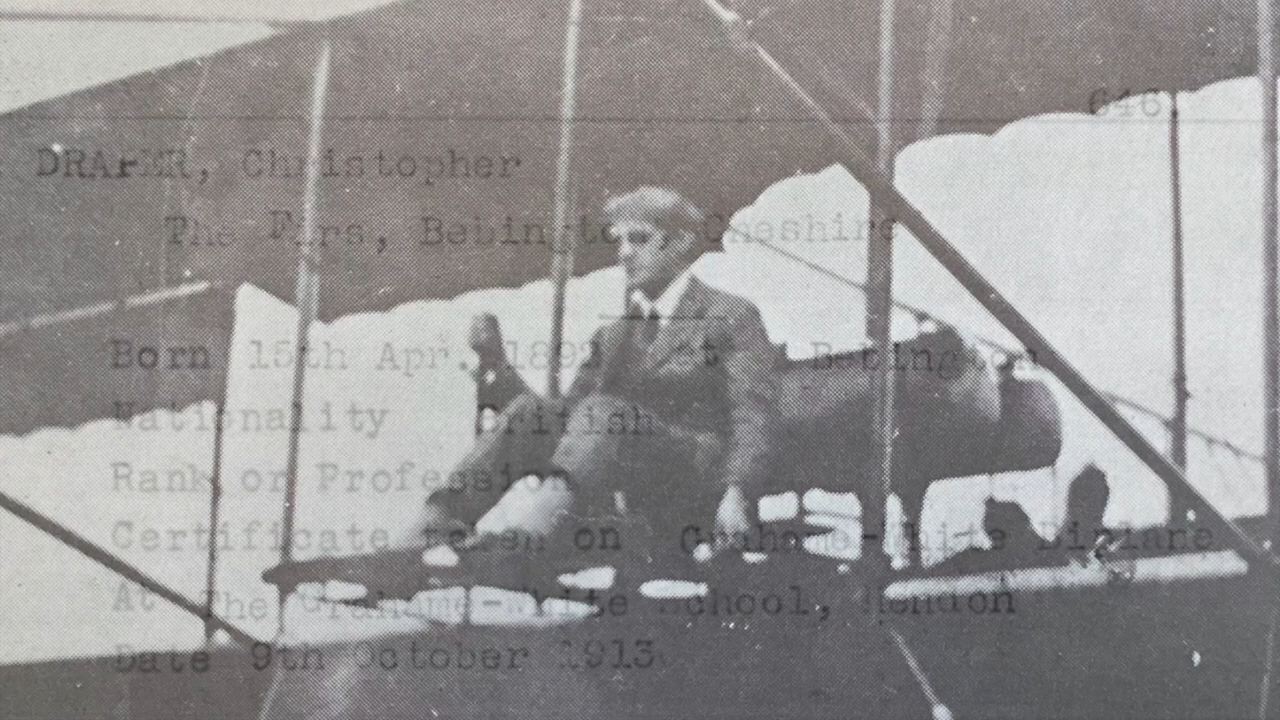 646
DRAPER, Christopher
The Firs, Bebington, Cheshire
Born 15th Apr. 1892 at Bebington
Nationality British
Rank or Profession
Certificate taken on Grahame-White Biplane
At The Grahame-White School, Hendon
Date 9th October 1913